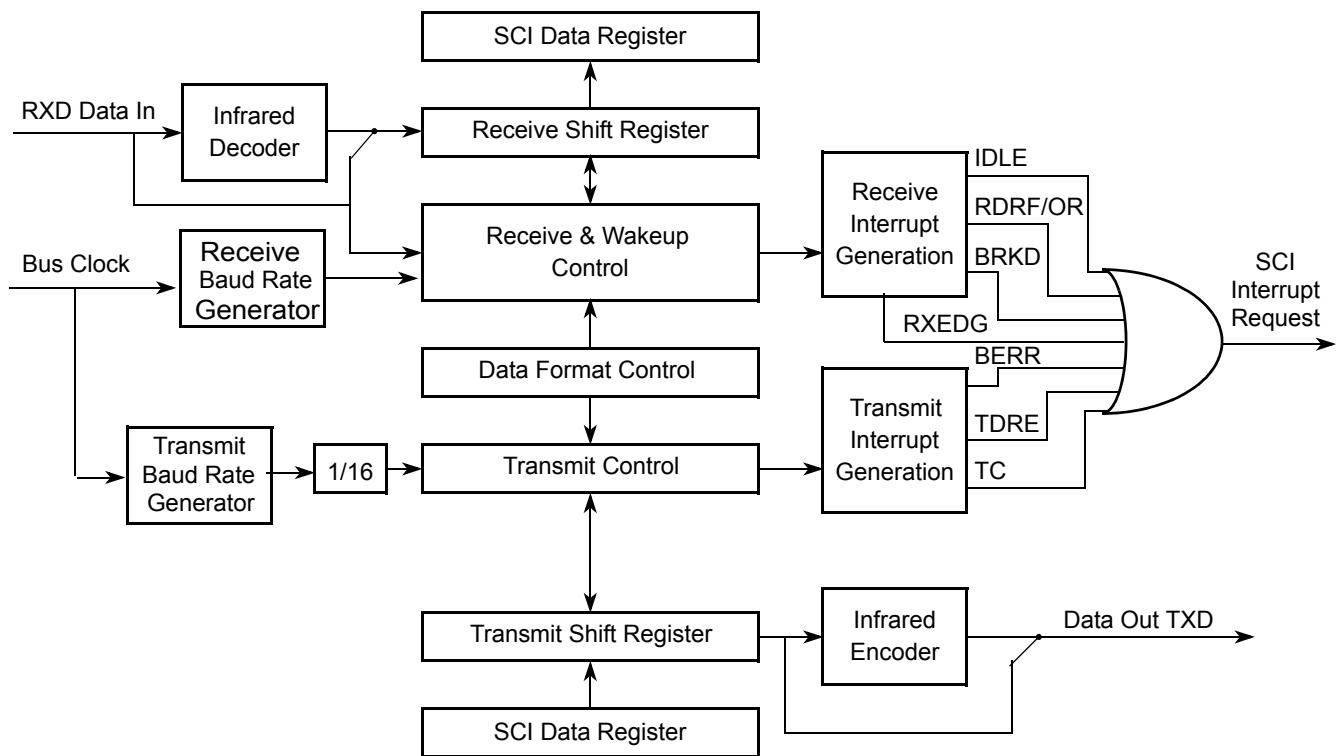 SCI Data Register
RXD Data In
Infrared
Decoder
Receive Shift Register
IDLE
Receive
Interrupt
Generation
RDRF/OR
BRKD
Receive & Wakeup
Control
Bus Clock
Receive
Baud Rate
Generator
SCI
Interrupt
Request
RXEDG
BERR
Data Format Control
Transmit
Interrupt
Generation
TDRE
TC
Transmit
Baud Rate
Generator
1/16
Transmit Control
Transmit Shift Register
Infrared
Encoder
Data Out TXD
SCI Data Register